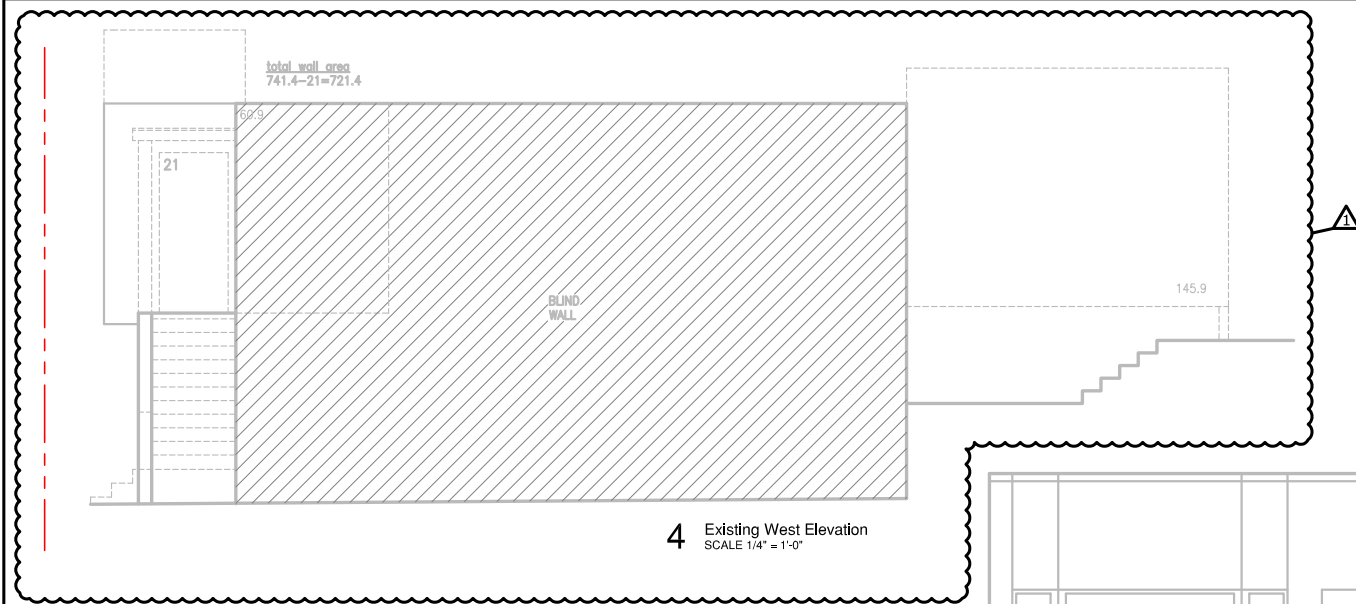 total wall area
741.4-21=721.4
60.9
21
1
BLIND
WALL
145.9
4 Existing West Elevation
SCALE 1/4" = 1'-0"